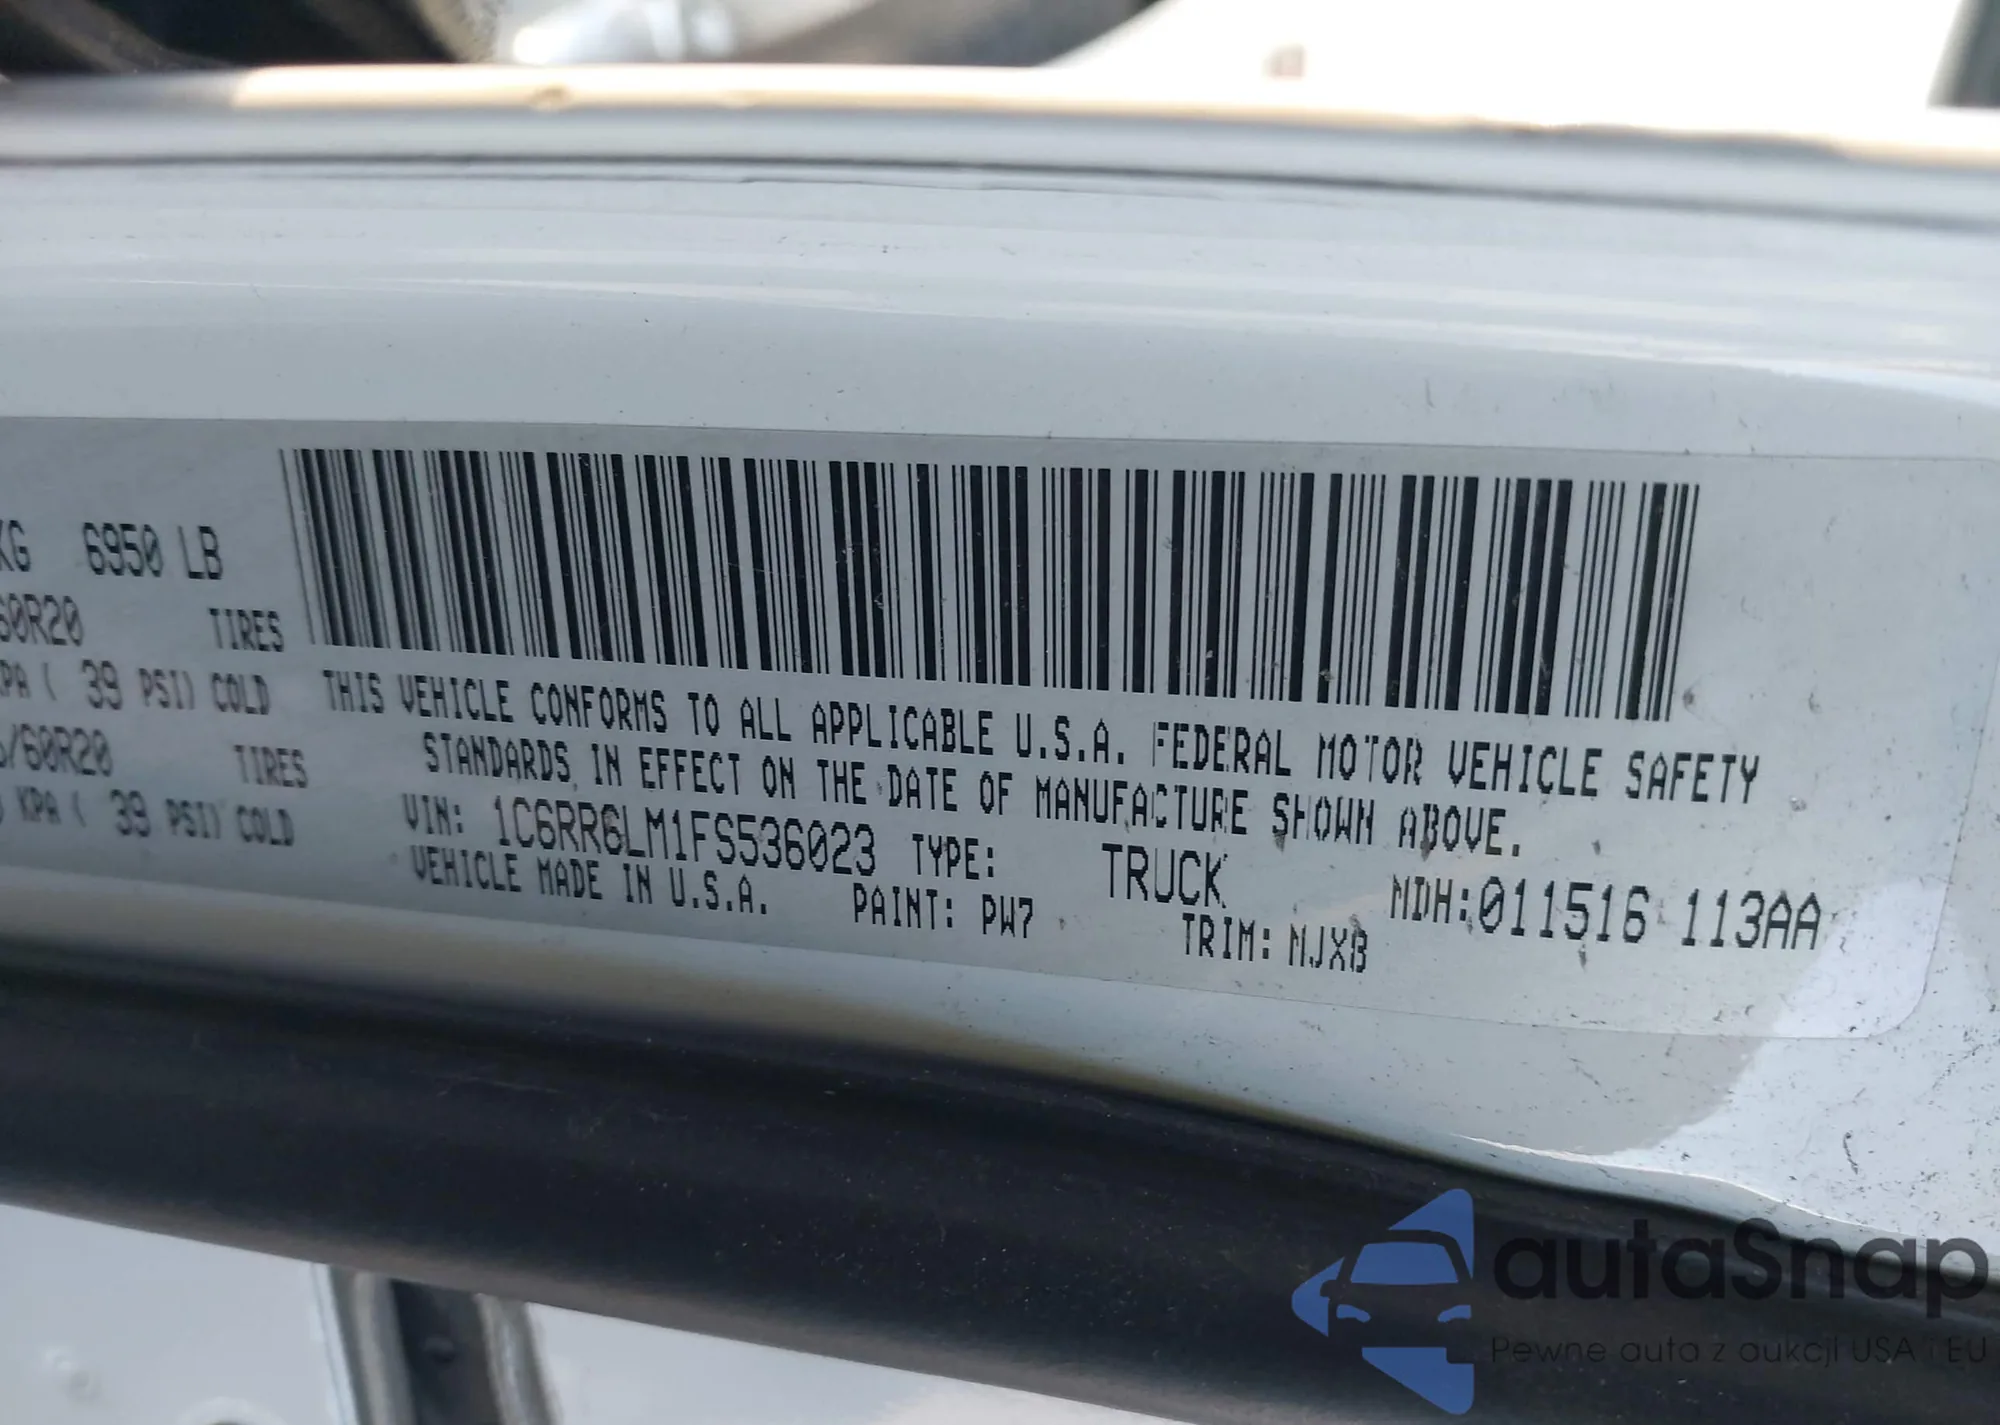 KG 6950 LB
60R20 TIRES
KPA ( 39 PSI) COLD
/60R20 TIRES
KPA ( 39 PSI) COLD
THIS VEHICLE CONFORMS TO ALL APPLICABLE U.S.A. FEDERAL MOTOR VEHICLE SAFETY
STANDARDS IN EFFECT ON THE DATE OF MANUFACTURE SHOWN ABOVE.
VIN: 1C6RR6LM1FS536023 TYPE: TRUCK MDH:011516 113AA
VEHICLE MADE IN U.S.A. PAINT: PW7 TRIM: MJXB
autaSnap
Pewne auta z aukcji USA i EU